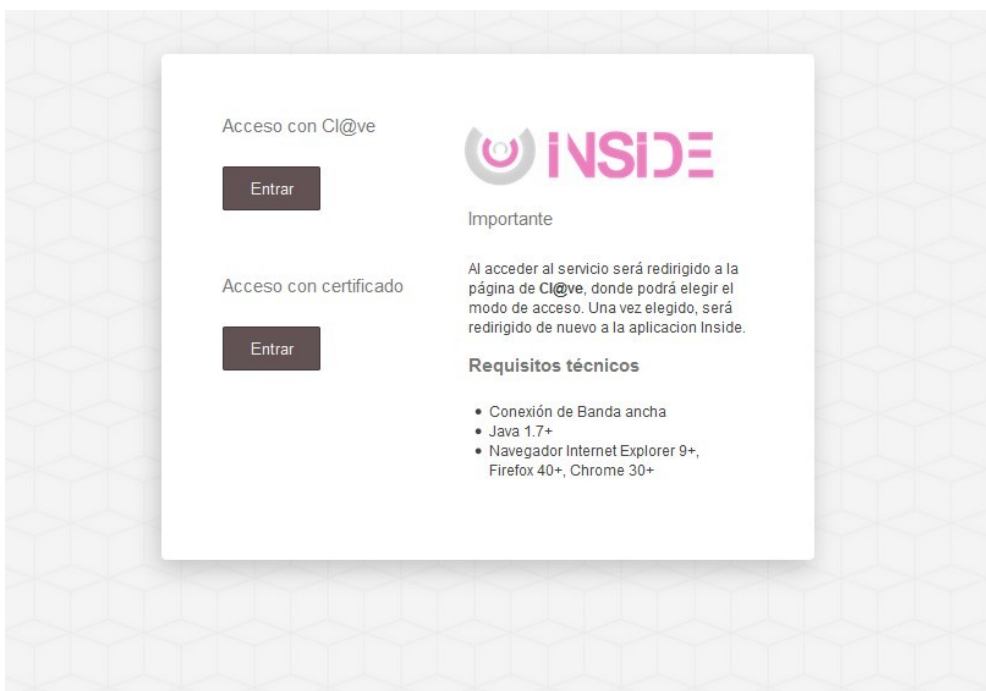 Acceso con Cl@ve
Entrar
Acceso con certificado
Entrar
iNSiDE
Importante
Al acceder al servicio será redirigido a la
página de Cl@ve, donde podrá elegir el
modo de acceso. Una vez elegido, será
redirigido de nuevo a la aplicacion Inside.
Requisitos técnicos
• Conexión de Banda ancha
• Java 1.7+
• Navegador Internet Explorer 9+,
Firefox 40+, Chrome 30+